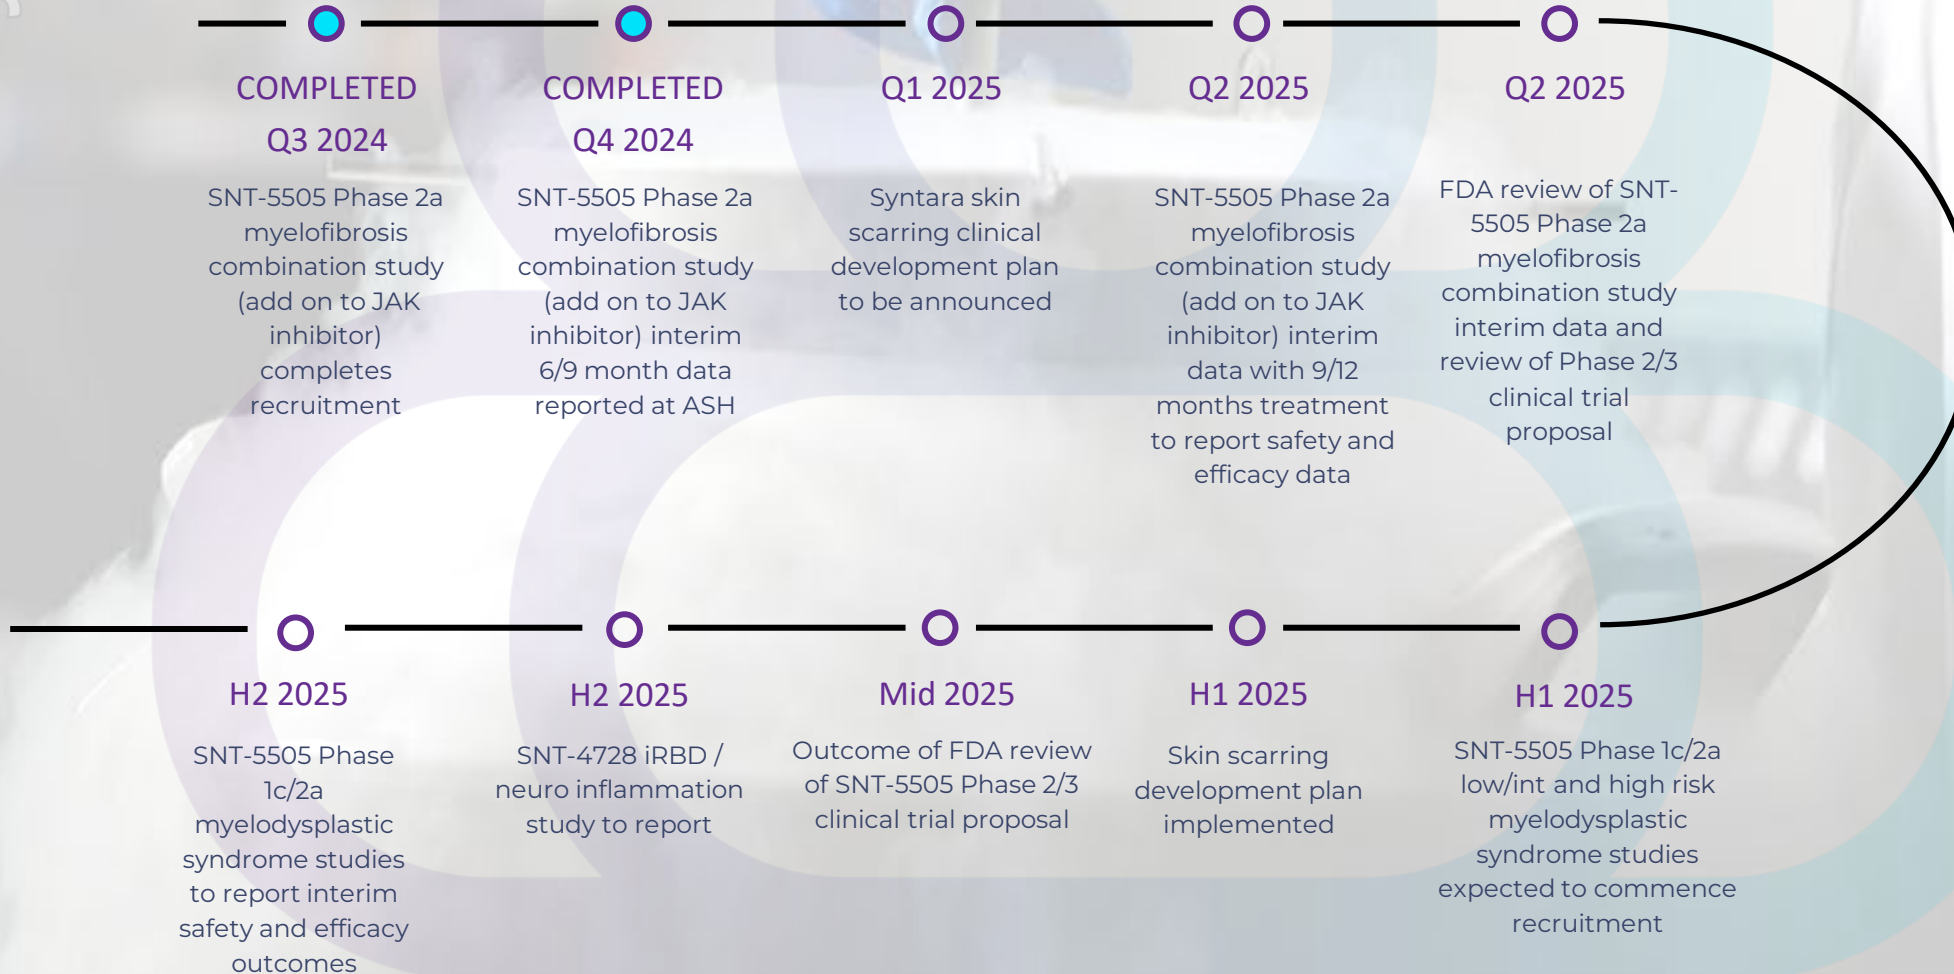 COMPLETED
Q3 2024
SNT-5505 Phase 2a
myelofibrosis
combination study
(add on to JAK
inhibitor)
completes
recruitment
COMPLETED
Q4 2024
SNT-5505 Phase 2a
myelofibrosis
combination study
(add on to JAK
inhibitor) interim
6/9 month data
reported at ASH
Q1 2025
Syntara skin
scarring clinical
development plan
to be announced
Q2 2025
SNT-5505 Phase 2a
myelofibrosis
combination study
(add on to JAK
inhibitor) interim
data with 9/12
months treatment
to report safety and
efficacy data
Q2 2025
FDA review of SNT-
5505 Phase 2a
myelofibrosis
combination study
interim data and
review of Phase 2/3
clinical trial
proposal
H1 2025
SNT-5505 Phase 1c/2a
low/int and high risk
myelodysplastic
syndrome studies
expected to commence
recruitment
H1 2025
Skin scarring
development plan
implemented
Mid 2025
Outcome of FDA review
of SNT-5505 Phase 2/3
clinical trial proposal
H2 2025
SNT-4728 iRBD /
neuro inflammation
study to report
H2 2025
SNT-5505 Phase
1c/2a
myelodysplastic
syndrome studies
to report interim
safety and efficacy
outcomes